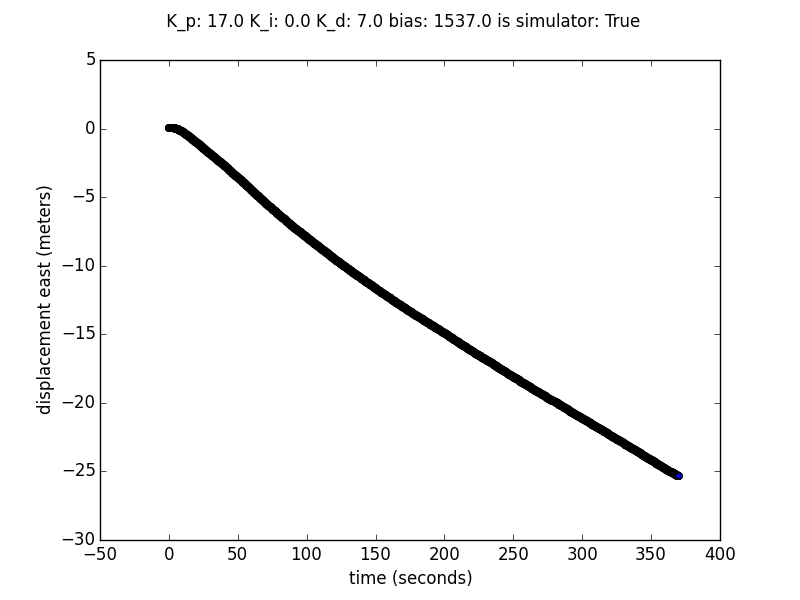 K_p: 17.0 K_i: 0.0 K_d: 7.0 bias: 1537.0 is simulator: True
5
0
−5
−10
−15
−20
−25
−30
displacement east (meters)
−50 0 50 100 150 200 250 300 350 400
time (seconds)